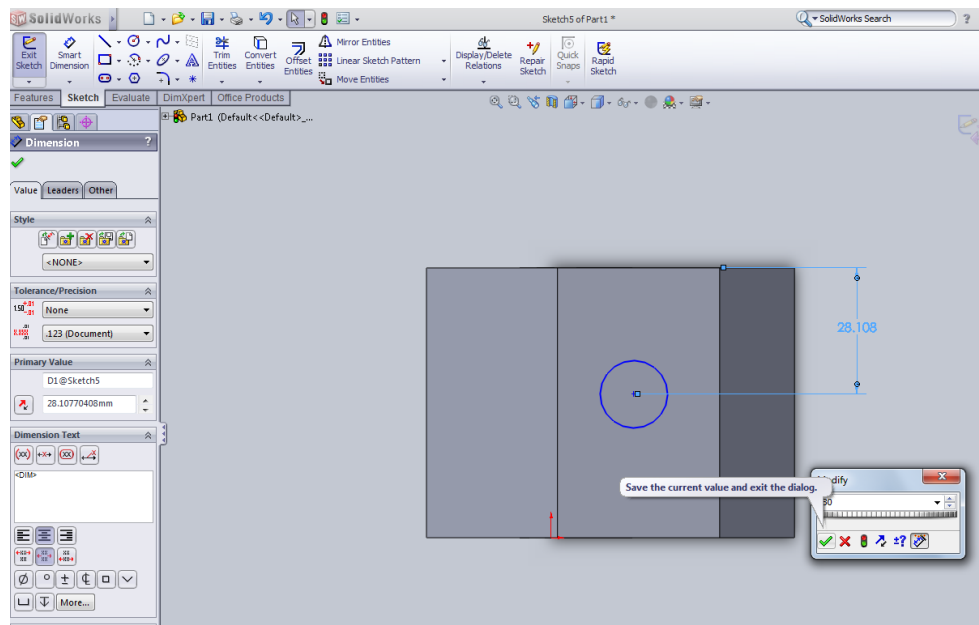 SolidWorks
Sketch5 of Part1 *
SolidWorks Search
?
Exit Sketch
Smart Dimension
Trim Entities
Convert Entities
Offset Entities
Mirror Entities
Linear Sketch Pattern
Move Entities
Display/Delete Relations
Repair Sketch
Quick Snaps
Rapid Sketch
Features Sketch Evaluate DimXpert Office Products
Part1 (Default<<Default>_...
Dimension ?
Value Leaders Other
Style
<NONE>
Tolerance/Precision
None
.123 (Document)
Primary Value
D1@Sketch5
28.10770408mm
Dimension Text
<DIM>
More...
28.108
Save the current value and exit the dialog.